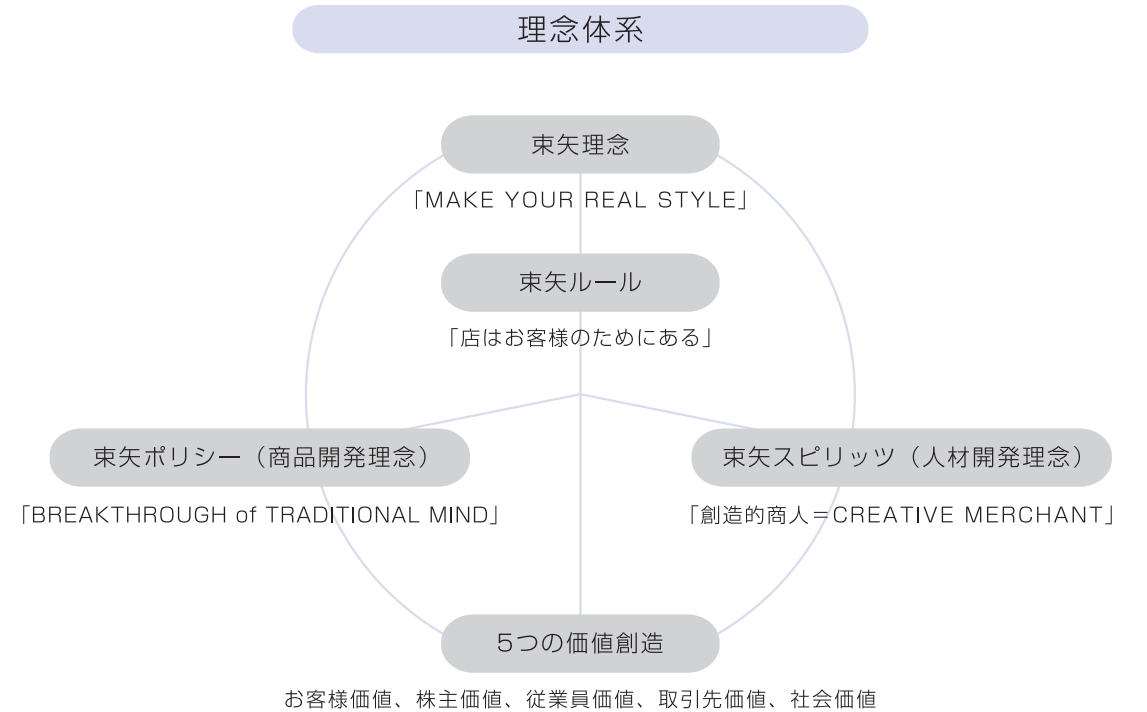 理念体系
束矢理念
「MAKE YOUR REAL STYLE」
束矢ルール
「店はお客様のためにある」
束矢ポリシー（商品開発理念）
束矢スピリッツ（人材開発理念）
「BREAKTHROUGH of TRADITIONAL MIND」
「創造的商人＝CREATIVE MERCHANT」
5つの価値創造
お客様価値、株主価値、従業員価値、取引先価値、社会価値